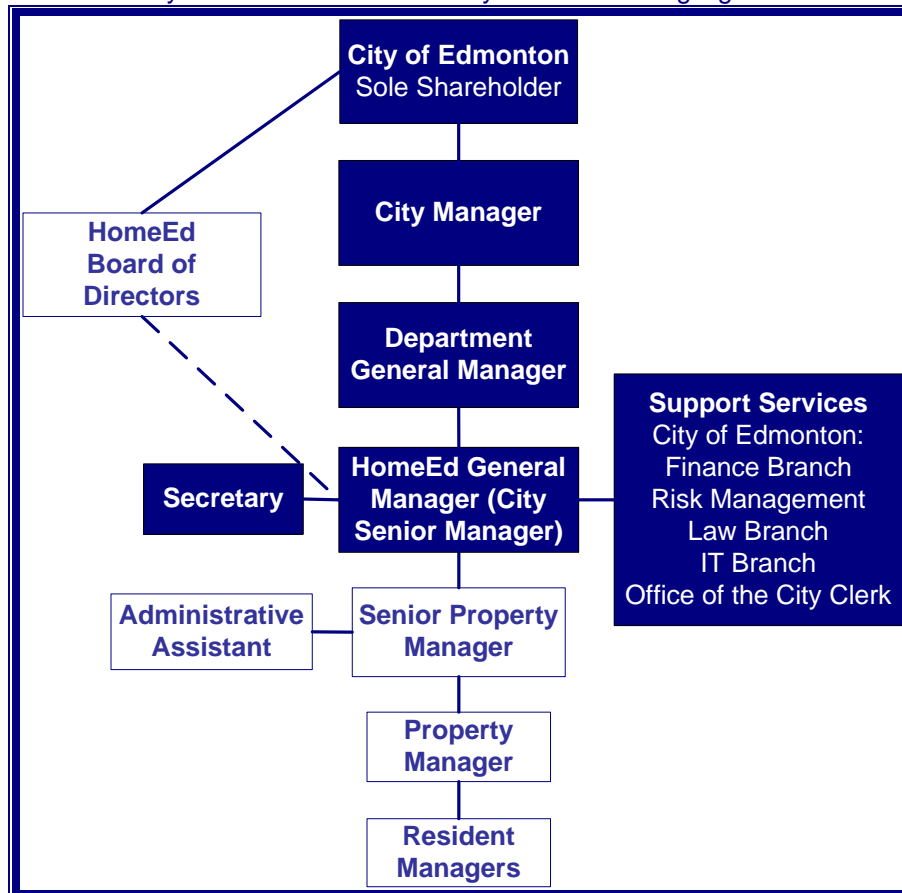 City of Edmonton
Sole Shareholder
City Manager
HomeEd
Board of
Directors
Department
General Manager
Support Services
City of Edmonton:
Finance Branch
Risk Management
Law Branch
IT Branch
Office of the City Clerk
HomeEd General
Manager (City
Senior Manager)
Secretary
Administrative
Assistant
Senior Property
Manager
Property
Manager
Resident
Managers